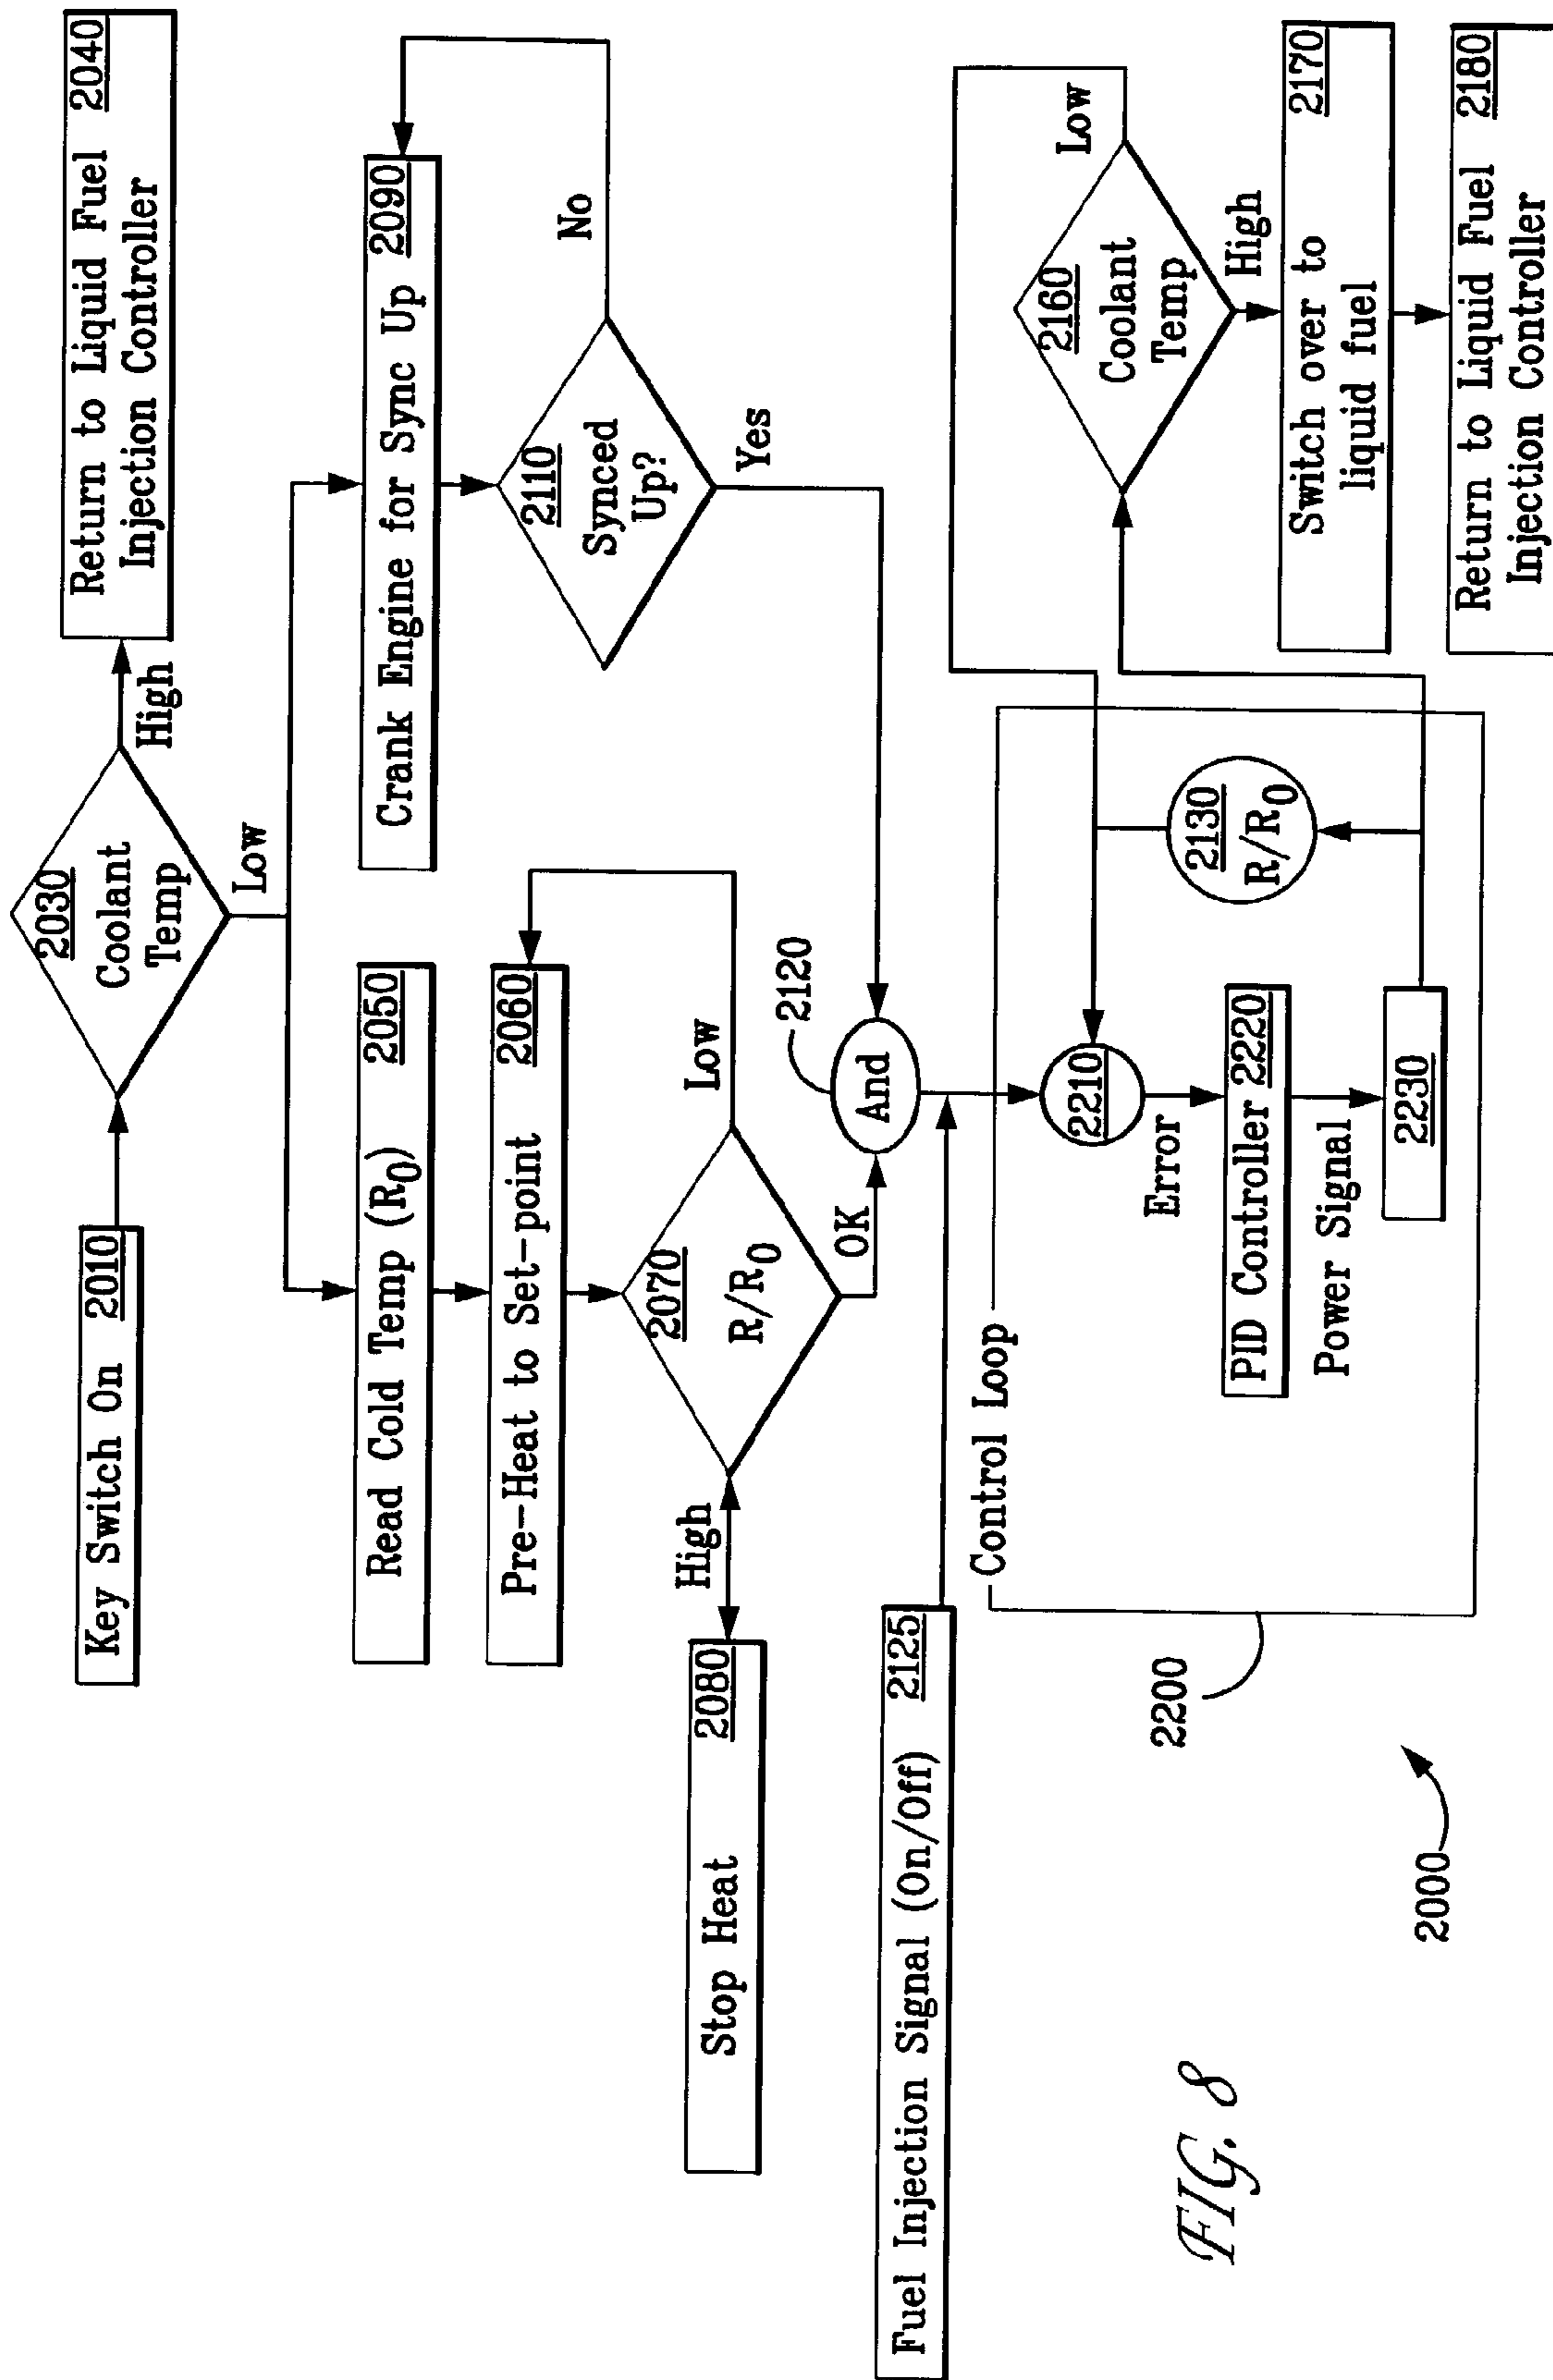 Key Switch On 2010
2030
Coolant
Temp
High
Low
Return to Liquid Fuel 2040
Injection Controller
Read Cold Temp (R0) 2050
Crank Engine for Sync Up 2090
Pre-Heat to Set-point 2060
2070
R/R0
Low
High
OK
Stop Heat 2080
2110
Synced
Up?
No
Yes
2120
And
Fuel Injection Signal (On/Off) 2125
Control Loop
2210
Error
PID Controller 2220
Power Signal
2230
2130
R/R0
2160
Coolant
Temp
Low
High
Switch over to 2170
liquid fuel
Return to Liquid Fuel 2180
Injection Controller
2200
2000
FIG. 8